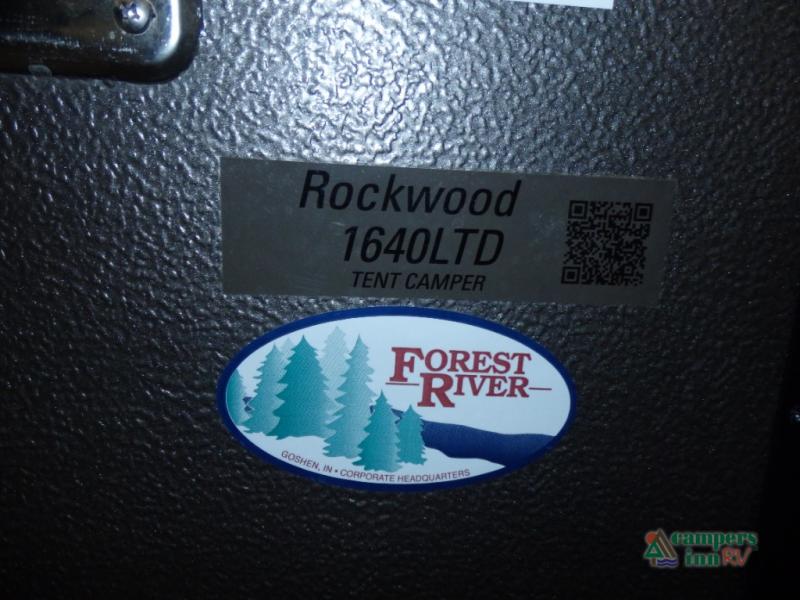 Rockwood
1640LTD
TENT CAMPER
FOREST
RIVER
GOSHEN, IN • CORPORATE HEADQUARTERS
campers
inn RV